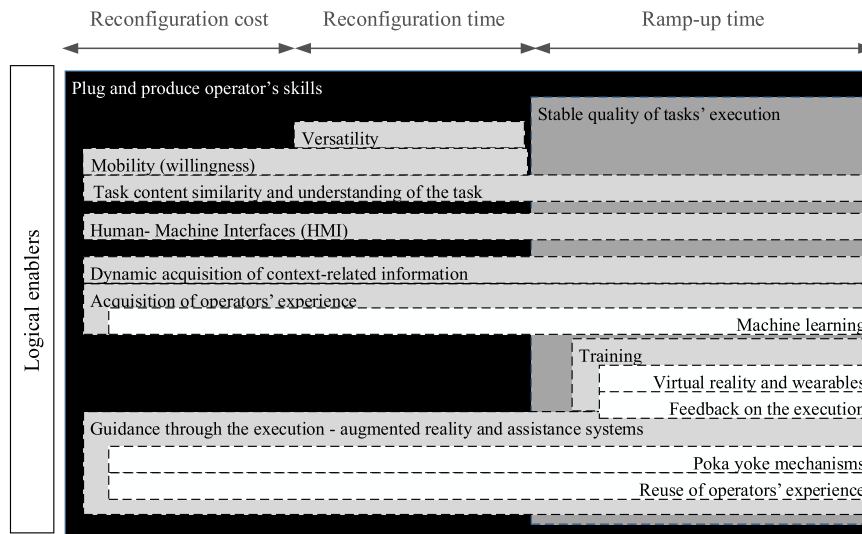 Reconfiguration cost
Reconfiguration time
Ramp-up time
Logical enablers
Plug and produce operator's skills
Stable quality of tasks' execution
Versatility
Mobility (willingness)
Task content similarity and understanding of the task
Human- Machine Interfaces (HMI)
Dynamic acquisition of context-related information
Acquisition of operators' experience
Machine learning
Training
Virtual reality and wearables
Feedback on the execution
Guidance through the execution - augmented reality and assistance systems
Poka yoke mechanisms
Reuse of operators' experience